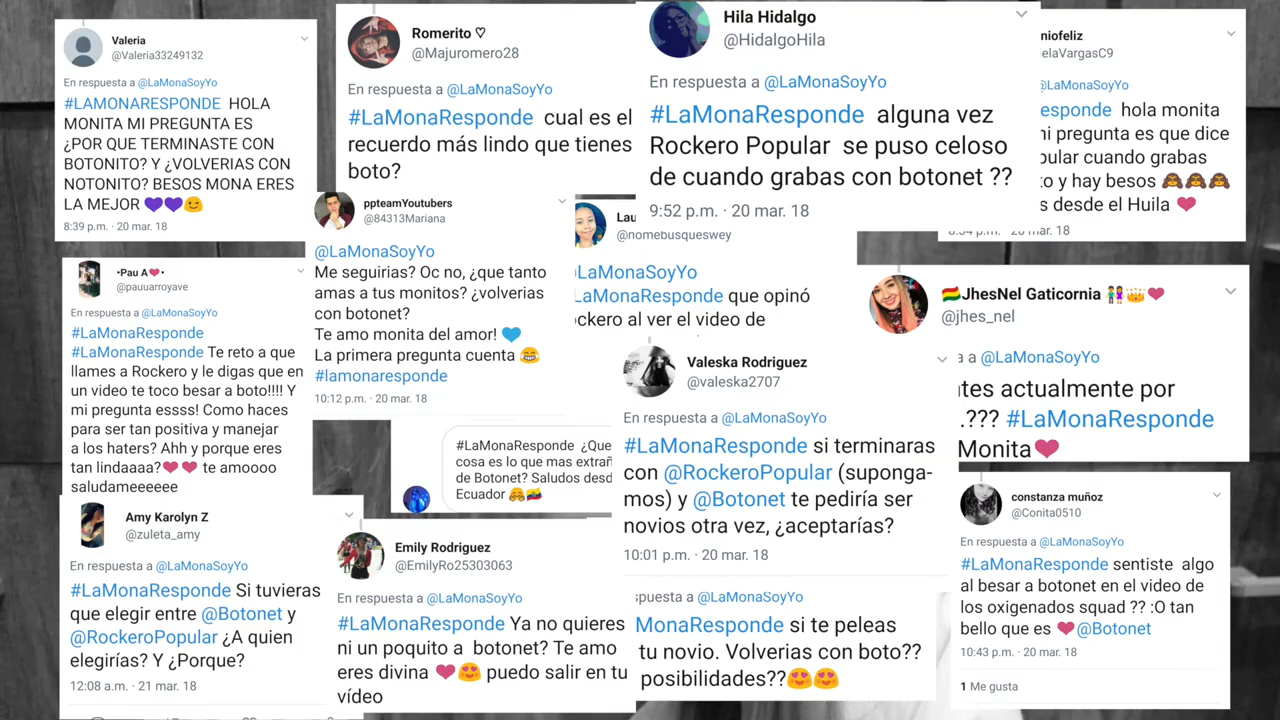 Valeria
@Valeria33249132
En respuesta a @LaMonaSoyYo
#LAMONARESPONDE HOLA
MONITA MI PREGUNTA ES
¿POR QUE TERMINASTE CON
BOTONITO? Y ¿VOLVERIAS CON
NOTONITO? BESOS MONA ERES
LA MEJOR 💜💜😉
8:39 p.m. · 20 mar. 18
Romerito ♡
@Majuromero28
En respuesta a @LaMonaSoyYo
#LaMonaResponde cual es el
recuerdo más lindo que tienes
boto?
Hila Hidalgo
@HidalgoHila
En respuesta a @LaMonaSoyYo
#LaMonaResponde alguna vez
Rockero Popular se puso celoso
de cuando grabas con botonet ??
9:52 p.m. · 20 mar. 18
niofeliz
elaVargasC9
@LaMonaSoyYo
esponde hola monita
ni pregunta es que dice
pular cuando grabas
to y hay besos 🙈🙈🙈
s desde el Huila ❤
8:34 p.m. · 20 mar. 18
•Pau A❤•
@pauuarroyave
En respuesta a @LaMonaSoyYo
#LaMonaResponde
#LaMonaResponde Te reto a que
llames a Rockero y le digas que en
un video te toco besar a boto!!!! Y
mi pregunta essss! Como haces
para ser tan positiva y manejar
a los haters? Ahh y porque eres
tan lindaaaa?❤❤ te amoooo
saludameeeeee
ppteamYoutubers
@84313Mariana
@LaMonaSoyYo
Me seguirias? Oc no, ¿que tanto
amas a tus monitos? ¿volverias
con botonet?
Te amo monita del amor! 💙
La primera pregunta cuenta 😂
#lamonaresponde
10:12 p.m. · 20 mar. 18
Lau
@nomebusqueswey
LaMonaSoyYo
LaMonaResponde que opinó
ockero al ver el video de
JhesNel Gaticornia 👫👑❤
@jhes_nel
a a @LaMonaSoyYo
ntes actualmente por
.??? #LaMonaResponde
Monita❤
#LaMonaResponde ¿Que
cosa es lo que mas extrañ
de Botonet? Saludos desd
Ecuador 🤗🇪🇨
Valeska Rodriguez
@valeska2707
En respuesta a @LaMonaSoyYo
#LaMonaResponde si terminaras
con @RockeroPopular (suponga-
mos) y @Botonet te pediría ser
novios otra vez, ¿aceptarías?
10:01 p.m. · 20 mar. 18
constanza muñoz
@Conita0510
En respuesta a @LaMonaSoyYo
#LaMonaResponde sentiste algo
al besar a botonet en el video de
los oxigenados squad ?? :O tan
bello que es ❤@Botonet
10:43 p.m. · 20 mar. 18
1 Me gusta
Amy Karolyn Z
@zuleta_amy
En respuesta a @LaMonaSoyYo
#LaMonaResponde Si tuvieras
que elegir entre @Botonet y
@RockeroPopular ¿A quien
elegirías? Y ¿Porque?
12:08 a.m. · 21 mar. 18
Emily Rodriguez
@EmilyRo25303063
En respuesta a @LaMonaSoyYo
#LaMonaResponde Ya no quieres
ni un poquito a botonet? Te amo
eres divina ❤😍 puedo salir en tu
vídeo
spuesta a @LaMonaSoyYo
MonaResponde si te peleas
tu novio. Volverias con boto??
posibilidades??😍😍